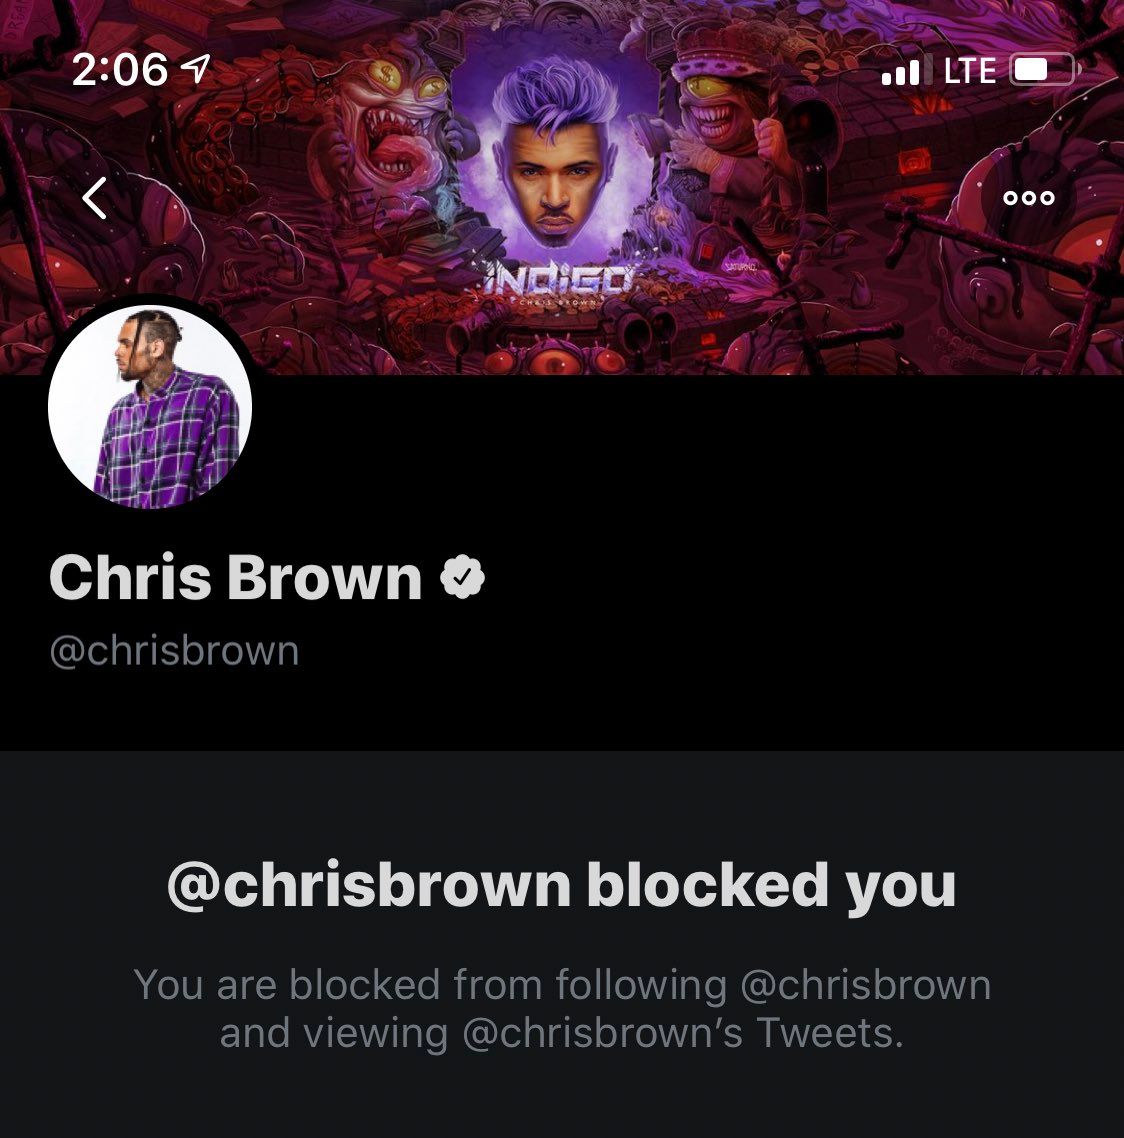 2:06
LTE
INDIGO
CHRIS BROWN
Chris Brown
@chrisbrown
@chrisbrown blocked you
You are blocked from following @chrisbrown
and viewing @chrisbrown’s Tweets.